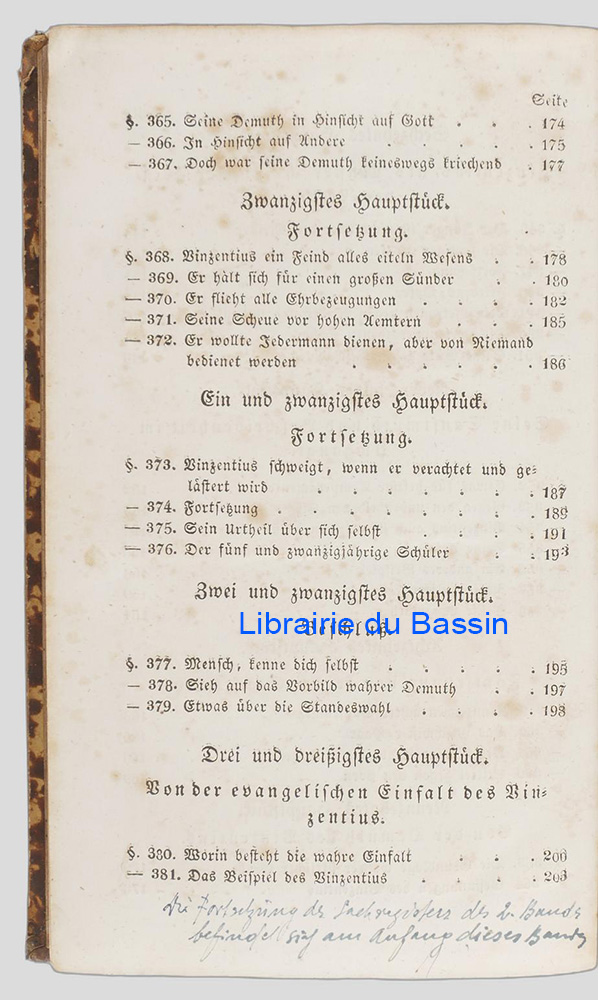 Seite
§. 365. Seine Demuth in Hinsicht auf Gott . . . 174
— 366. In Hinsicht auf Andere . . . . . 175
— 367. Doch war seine Demuth keineswegs kriechend . 177
Zwanzigstes Hauptstück.
Fortsetzung.
§. 368. Vinzentius ein Feind alles eiteln Wesens . . 178
— 369. Er hält sich für einen großen Sünder . . 180
— 370. Er flieht alle Ehrbezeugungen . . . . 182
— 371. Seine Scheue vor hohen Aemtern . . . 185
— 372. Er wollte Jedermann dienen, aber von Niemand
bedienet werden . . . . . . 186
Ein und zwanzigstes Hauptstück.
Fortsetzung.
§. 373. Vinzentius schweigt, wenn er verachtet und ge=
lästert wird . . . . . . . 187
— 374. Fortsetzung . . . . . . . . 189
— 375. Sein Urtheil über sich selbst . . . . 191
— 376. Der fünf und zwanzigjährige Schüler . . 193
Zwei und zwanzigstes Hauptstück.
Beschluß.
Librairie du Bassin
§. 377. Mensch, kenne dich selbst . . . . . 195
— 378. Sieh auf das Vorbild wahrer Demuth . . 197
— 379. Etwas über die Standeswahl . . . . 198
Drei und dreißigstes Hauptstück.
Von der evangelischen Einfalt des Vin=
zentius.
§. 380. Worin besteht die wahre Einfalt . . . 200
— 381. Das Beispiel des Vinzentius . . . . 203
Die Fortsetzung des Sachregisters des 2. Bands
befindet sich am Anfang dieses Bandes